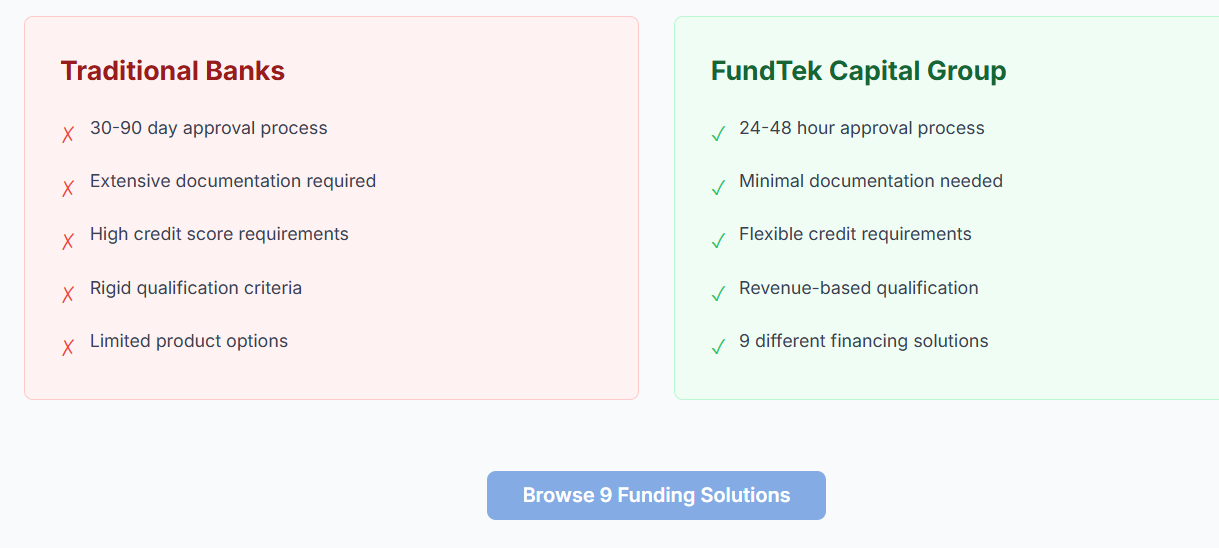 Traditional Banks
✗ 30-90 day approval process
✗ Extensive documentation required
✗ High credit score requirements
✗ Rigid qualification criteria
✗ Limited product options
FundTek Capital Group
✓ 24-48 hour approval process
✓ Minimal documentation needed
✓ Flexible credit requirements
✓ Revenue-based qualification
✓ 9 different financing solutions
Browse 9 Funding Solutions